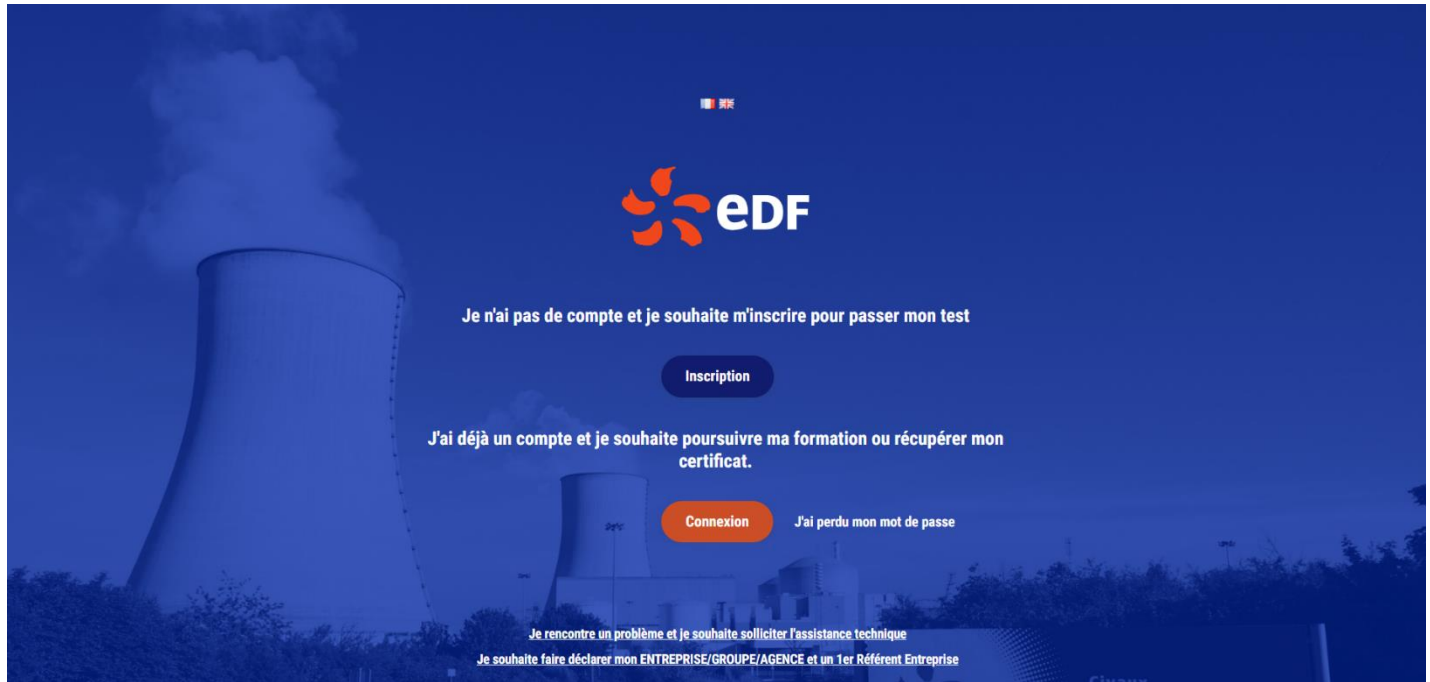 eDF
Je n'ai pas de compte et je souhaite m'inscrire pour passer mon test
Inscription
J'ai déjà un compte et je souhaite poursuivre ma formation ou récupérer mon
certificat.
Connexion J'ai perdu mon mot de passe
Je rencontre un problème et je souhaite solliciter l'assistance technique
Je souhaite faire déclarer mon ENTREPRISE/GROUPE/AGENCE et un 1er Référent Entreprise